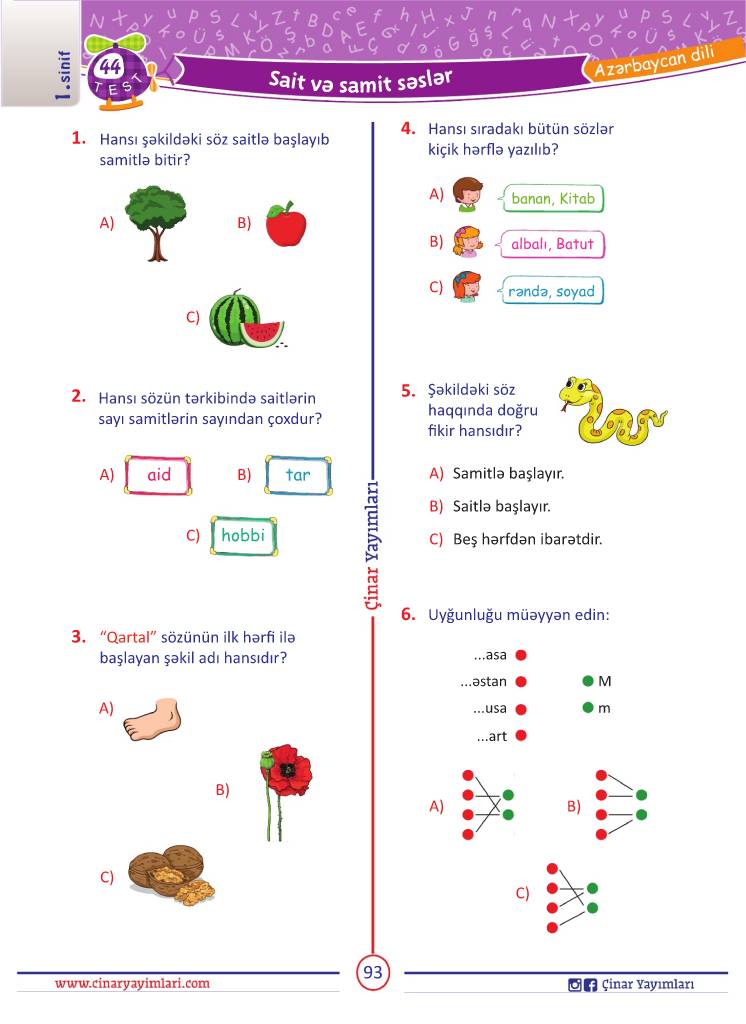 1.sinif
44
TEST
Sait və samit səslər
Azərbaycan dili
1. Hansı şəkildəki söz saitlə başlayıb
samitlə bitir?
A)
B)
C)
2. Hansı sözün tərkibində saitlərin
sayı samitlərin sayından çoxdur?
A) aid
B) tar
C) hobbi
3. “Qartal” sözünün ilk hərfi ilə
başlayan şəkil adı hansıdır?
A)
B)
C)
Çinar Yayımları
4. Hansı sıradakı bütün sözlər
kiçik hərflə yazılıb?
A) banan, Kitab
B) albalı, Batut
C) rəndə, soyad
5. Şəkildəki söz
haqqında doğru
fikir hansıdır?
A) Samitlə başlayır.
B) Saitlə başlayır.
C) Beş hərfdən ibarətdir.
6. Uyğunluğu müəyyən edin:
...asa
...əstan
M
...usa
m
...art
A)
B)
C)
www.cinaryayimlari.com
93
Çinar Yayımları